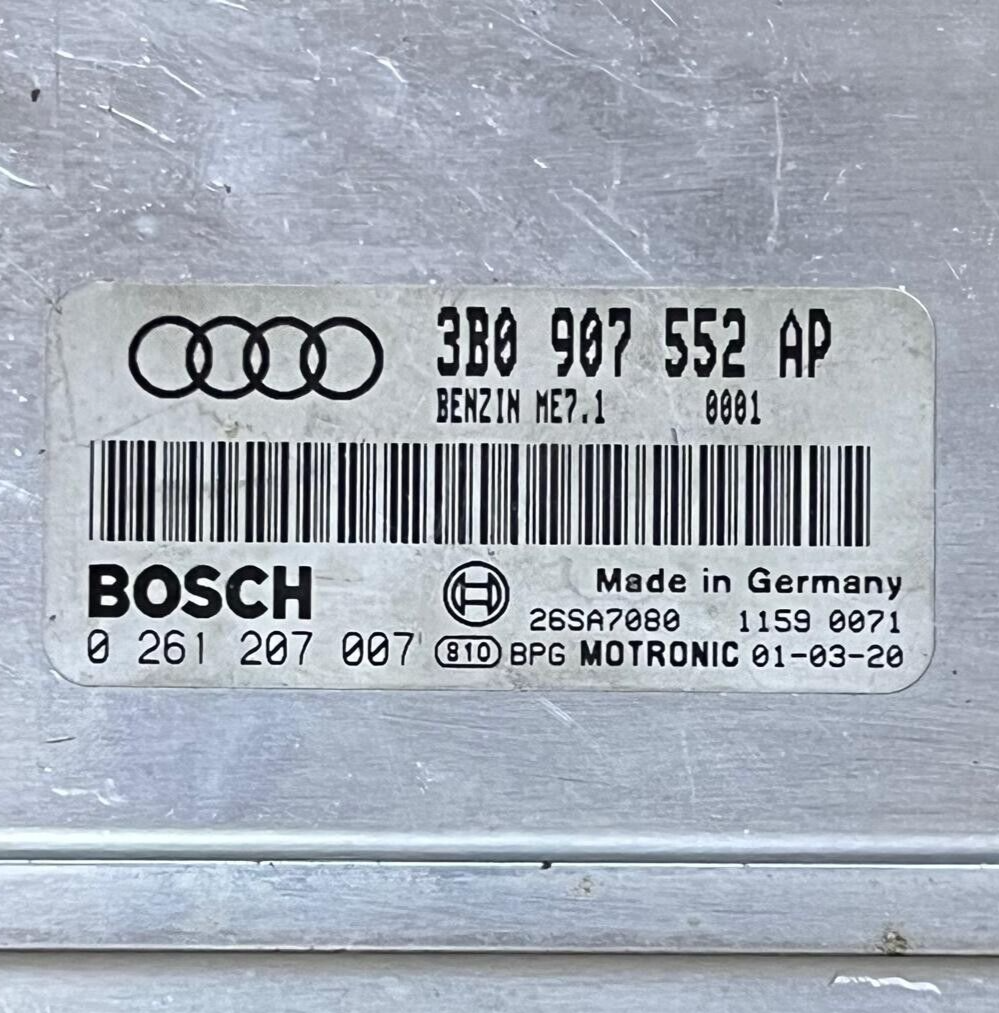 3B0 907 552 AP
BENZIN ME7.1 0001
BOSCH
Made in Germany
26SA7080 1159 0071
0 261 207 007
810 BPG MOTRONIC 01-03-20